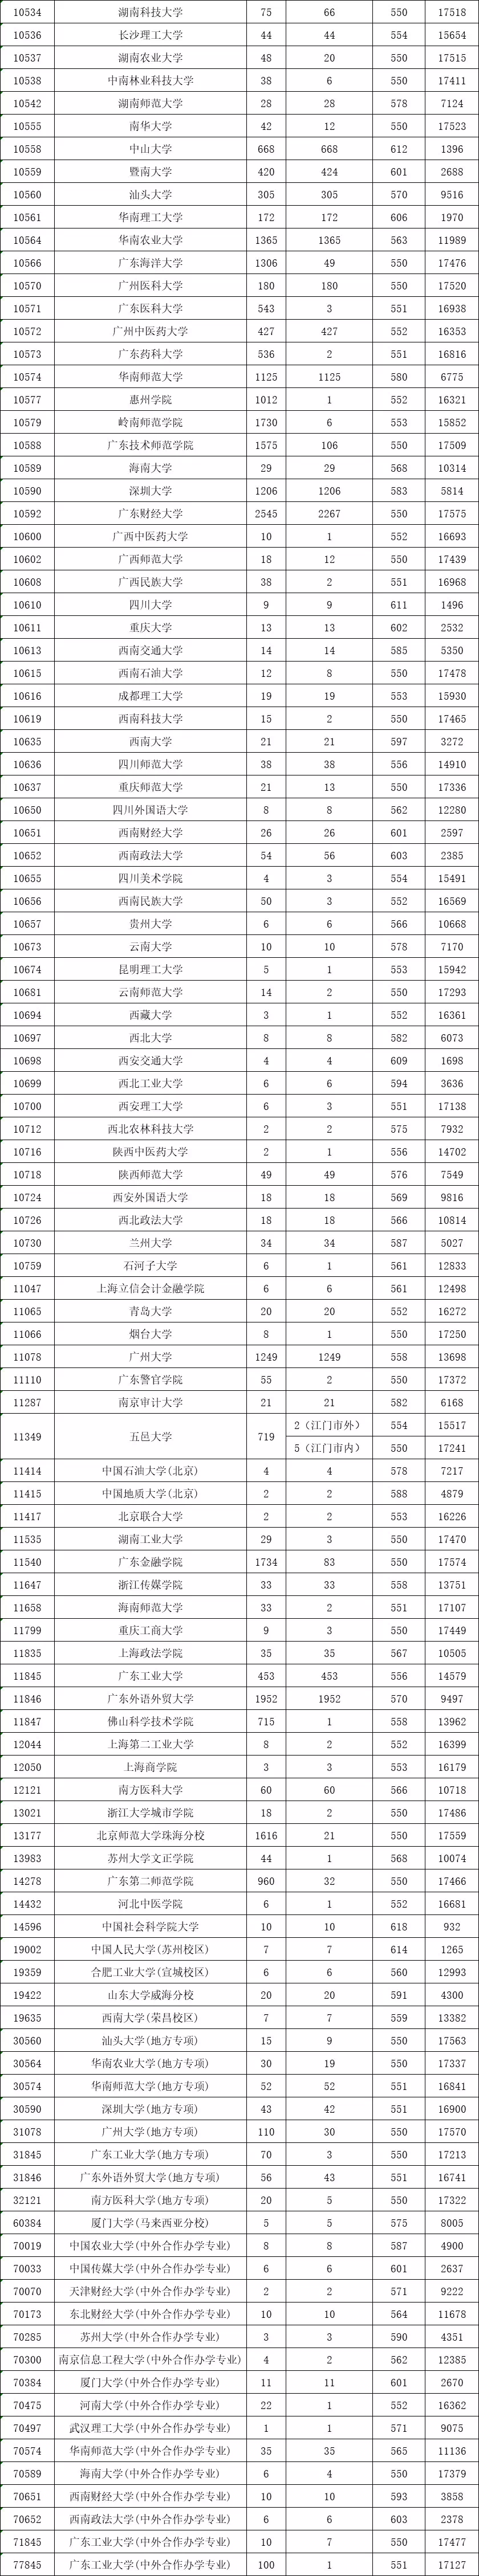 10534 湖南科技大学 75 66 550 17518
10536 长沙理工大学 44 44 554 15654
10537 湖南农业大学 48 20 550 17515
10538 中南林业科技大学 38 6 550 17411
10542 湖南师范大学 28 28 578 7124
10555 南华大学 42 12 550 17523
10558 中山大学 668 668 612 1396
10559 暨南大学 420 424 601 2688
10560 汕头大学 305 305 570 9516
10561 华南理工大学 172 172 606 1970
10564 华南农业大学 1365 1365 563 11989
10566 广东海洋大学 1306 49 550 17476
10570 广州医科大学 180 180 550 17520
10571 广东医科大学 543 3 551 16938
10572 广州中医药大学 427 427 552 16353
10573 广东药科大学 536 2 551 16816
10574 华南师范大学 1125 1125 580 6775
10577 惠州学院 1012 1 552 16321
10579 岭南师范学院 1730 6 553 15852
10588 广东技术师范学院 1575 106 550 17509
10589 海南大学 29 29 568 10314
10590 深圳大学 1206 1206 583 5814
10592 广东财经大学 2545 2267 550 17575
10600 广西中医药大学 10 1 552 16693
10602 广西师范大学 18 12 550 17439
10608 广西民族大学 38 2 551 16968
10610 四川大学 9 9 611 1496
10611 重庆大学 13 13 602 2532
10613 西南交通大学 14 14 585 5350
10615 西南石油大学 12 8 550 17478
10616 成都理工大学 19 19 553 15930
10619 西南科技大学 15 2 550 17465
10635 西南大学 21 21 597 3272
10636 四川师范大学 38 38 556 14910
10637 重庆师范大学 21 13 550 17336
10650 四川外国语大学 8 8 562 12280
10651 西南财经大学 26 26 601 2597
10652 西南政法大学 54 56 603 2385
10655 四川美术学院 4 3 554 15491
10656 西南民族大学 50 3 552 16569
10657 贵州大学 6 6 566 10668
10673 云南大学 10 10 578 7170
10674 昆明理工大学 5 1 553 15942
10681 云南师范大学 14 2 550 17293
10694 西藏大学 3 1 552 16361
10697 西北大学 8 8 582 6073
10698 西安交通大学 4 4 609 1698
10699 西北工业大学 6 6 594 3636
10700 西安理工大学 6 3 551 17138
10712 西北农林科技大学 2 2 575 7932
10716 陕西中医药大学 2 1 556 14702
10718 陕西师范大学 49 49 576 7549
10724 西安外国语大学 18 18 569 9816
10726 西北政法大学 18 18 566 10814
10730 兰州大学 34 34 587 5027
10759 石河子大学 6 1 561 12833
11047 上海立信会计金融学院 6 6 561 12498
11065 青岛大学 20 20 552 16272
11066 烟台大学 8 1 550 17250
11078 广州大学 1249 1249 558 13698
11110 广东警官学院 55 2 550 17372
11287 南京审计大学 21 21 582 6168
11349 五邑大学 719 2（江门市外） 554 15517
5（江门市内） 550 17241
11414 中国石油大学(北京) 4 4 578 7217
11415 中国地质大学(北京) 2 2 588 4879
11417 北京联合大学 2 2 553 16226
11535 湖南工业大学 29 3 550 17470
11540 广东金融学院 1734 83 550 17574
11647 浙江传媒学院 33 33 558 13751
11658 海南师范大学 33 2 551 17107
11799 重庆工商大学 9 3 550 17449
11835 上海政法学院 35 35 567 10505
11845 广东工业大学 453 453 556 14579
11846 广东外语外贸大学 1952 1952 570 9497
11847 佛山科学技术学院 715 1 558 13962
12044 上海第二工业大学 8 2 552 16399
12050 上海商学院 3 3 553 16179
12121 南方医科大学 60 60 566 10718
13021 浙江大学城市学院 18 2 550 17486
13177 北京师范大学珠海分校 1616 21 550 17559
13983 苏州大学文正学院 44 1 568 10074
14278 广东第二师范学院 960 32 550 17466
14432 河北中医学院 6 1 552 16681
14596 中国社会科学院大学 10 10 618 932
19002 中国人民大学(苏州校区) 7 7 614 1265
19359 合肥工业大学(宣城校区) 6 6 560 12993
19422 山东大学威海分校 20 20 591 4300
19635 西南大学(荣昌校区) 7 7 559 13382
30560 汕头大学(地方专项) 15 9 550 17563
30564 华南农业大学(地方专项) 30 19 550 17337
30574 华南师范大学(地方专项) 52 52 551 16841
30590 深圳大学(地方专项) 43 42 551 16900
31078 广州大学(地方专项) 110 30 550 17570
31845 广东工业大学(地方专项) 70 3 550 17213
31846 广东外语外贸大学(地方专项) 56 43 551 16741
32121 南方医科大学(地方专项) 20 5 550 17322
60384 厦门大学(马来西亚分校) 5 5 575 8005
70019 中国农业大学(中外合作办学专业) 8 8 587 4900
70033 中国传媒大学(中外合作办学专业) 6 6 601 2637
70070 天津财经大学(中外合作办学专业) 2 2 571 9222
70173 东北财经大学(中外合作办学专业) 10 10 564 11678
70285 苏州大学(中外合作办学专业) 3 3 590 4351
70300 南京信息工程大学(中外合作办学专业) 4 2 562 12385
70384 厦门大学(中外合作办学专业) 11 11 601 2670
70475 河南大学(中外合作办学专业) 22 1 552 16362
70497 武汉理工大学(中外合作办学专业) 1 1 571 9075
70574 华南师范大学(中外合作办学专业) 35 35 565 11136
70589 海南大学(中外合作办学专业) 6 4 550 17379
70651 西南财经大学(中外合作办学专业) 10 10 593 3858
70652 西南政法大学(中外合作办学专业) 6 6 603 2378
71845 广东工业大学(中外合作办学专业) 10 7 550 17477
77845 广东工业大学(中外合作办学专业) 100 1 551 17127